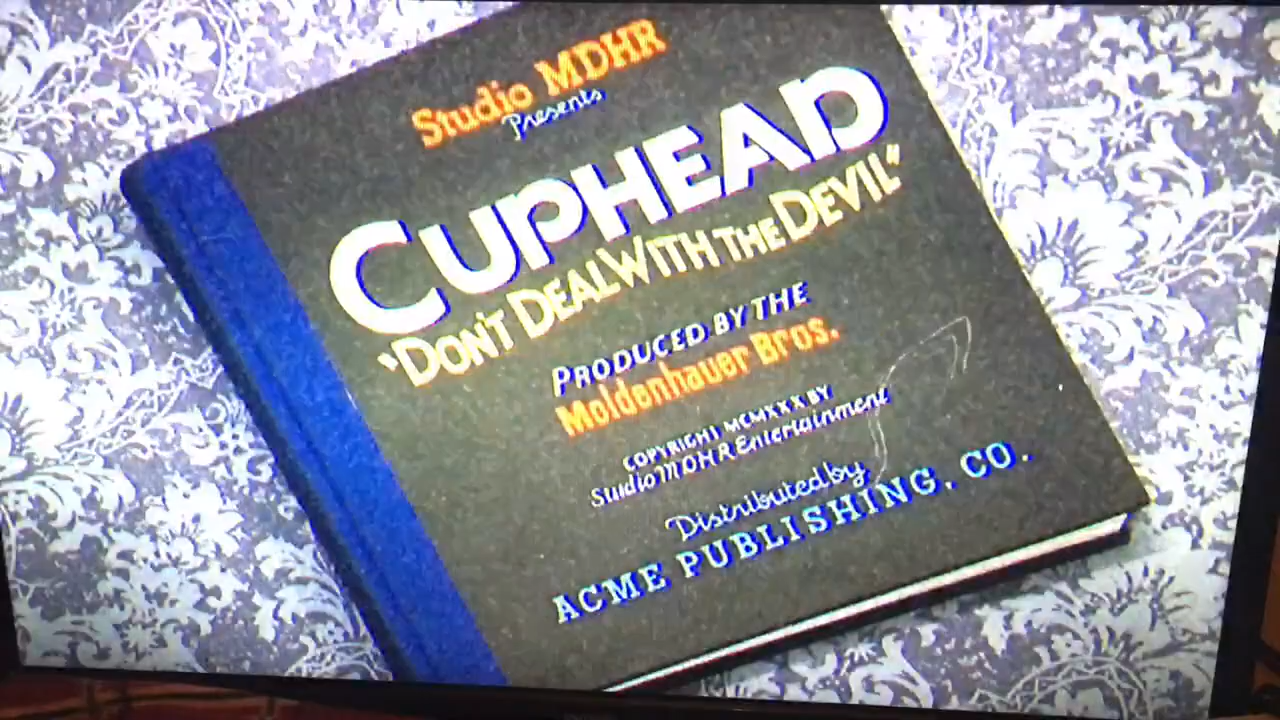 Studio MDHR
Presents
CUPHEAD
"DON'T DEAL WITH THE DEVIL"
PRODUCED BY THE
Moldenhauer Bros.
COPYRIGHT MCMXXX BY
Studio MDHR Entertainment
Distributed by
ACME PUBLISHING, CO.